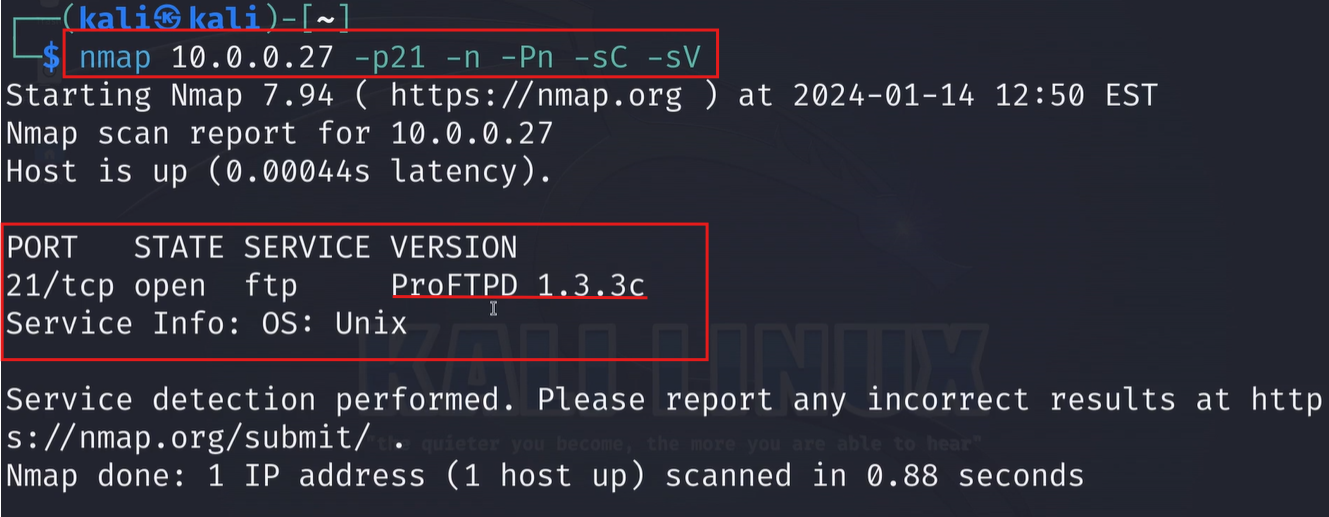 (kali㉿kali)-[~]
$ nmap 10.0.0.27 -p21 -n -Pn -sC -sV
Starting Nmap 7.94 ( https://nmap.org ) at 2024-01-14 12:50 EST
Nmap scan report for 10.0.0.27
Host is up (0.00044s latency).
PORT   STATE SERVICE VERSION
21/tcp open  ftp     ProFTPD 1.3.3c
Service Info: OS: Unix
KALI LINUX
Service detection performed. Please report any incorrect results at http
s://nmap.org/submit/ .
"the quieter you become, the more you are able to hear"
Nmap done: 1 IP address (1 host up) scanned in 0.88 seconds